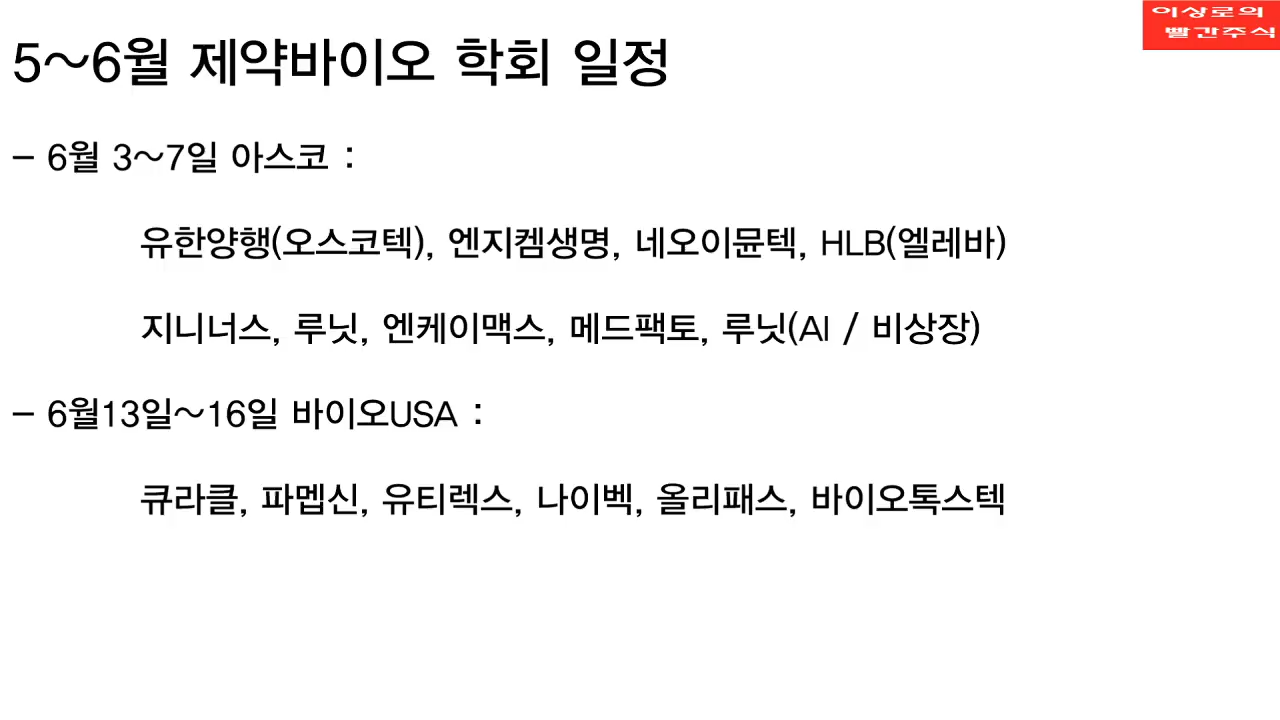 이상로의
빨간주식
5~6월 제약바이오 학회 일정
- 6월 3~7일 아스코 :
유한양행(오스코텍), 엔지켐생명, 네오이뮨텍, HLB(엘레바)
지니너스, 루닛, 엔케이맥스, 메드팩토, 루닛(AI / 비상장)
- 6월13일~16일 바이오USA :
큐라클, 파멥신, 유티렉스, 나이벡, 올리패스, 바이오톡스텍